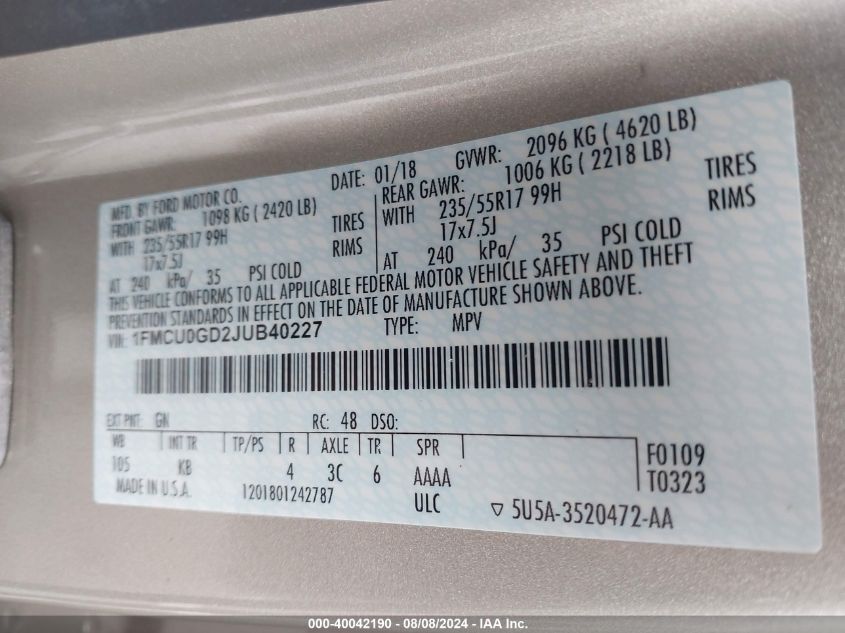 MFD. BY FORD MOTOR CO.
DATE: 01/18
GVWR: 2096 KG ( 4620 LB)
FRONT GAWR: 1098 KG ( 2420 LB)
WITH 235/55R17 99H TIRES
17x7.5J RIMS
AT 240 kPa/ 35 PSI COLD
REAR GAWR: 1006 KG ( 2218 LB)
WITH 235/55R17 99H TIRES
17x7.5J RIMS
AT 240 kPa/ 35 PSI COLD
THIS VEHICLE CONFORMS TO ALL APPLICABLE FEDERAL MOTOR VEHICLE SAFETY AND THEFT
PREVENTION STANDARDS IN EFFECT ON THE DATE OF MANUFACTURE SHOWN ABOVE.
VIN: 1FMCU0GD2JUB40227
TYPE: MPV
EXT PNT: GN RC: 48 DSO:
WB INT TR TP/PS R AXLE TR SPR
105 KB 4 3C 6 AAAA
F0109
T0323
MADE IN U.S.A. 1201801242787 ULC
▽ 5U5A-3520472-AA
000-40042190 - 08/08/2024 - IAA Inc.